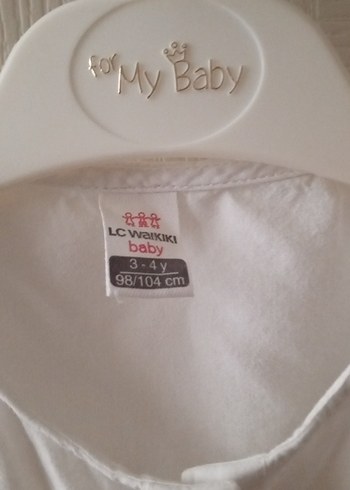 for My Baby
LC WAIKIKI
baby
3 - 4 y
98/104 cm